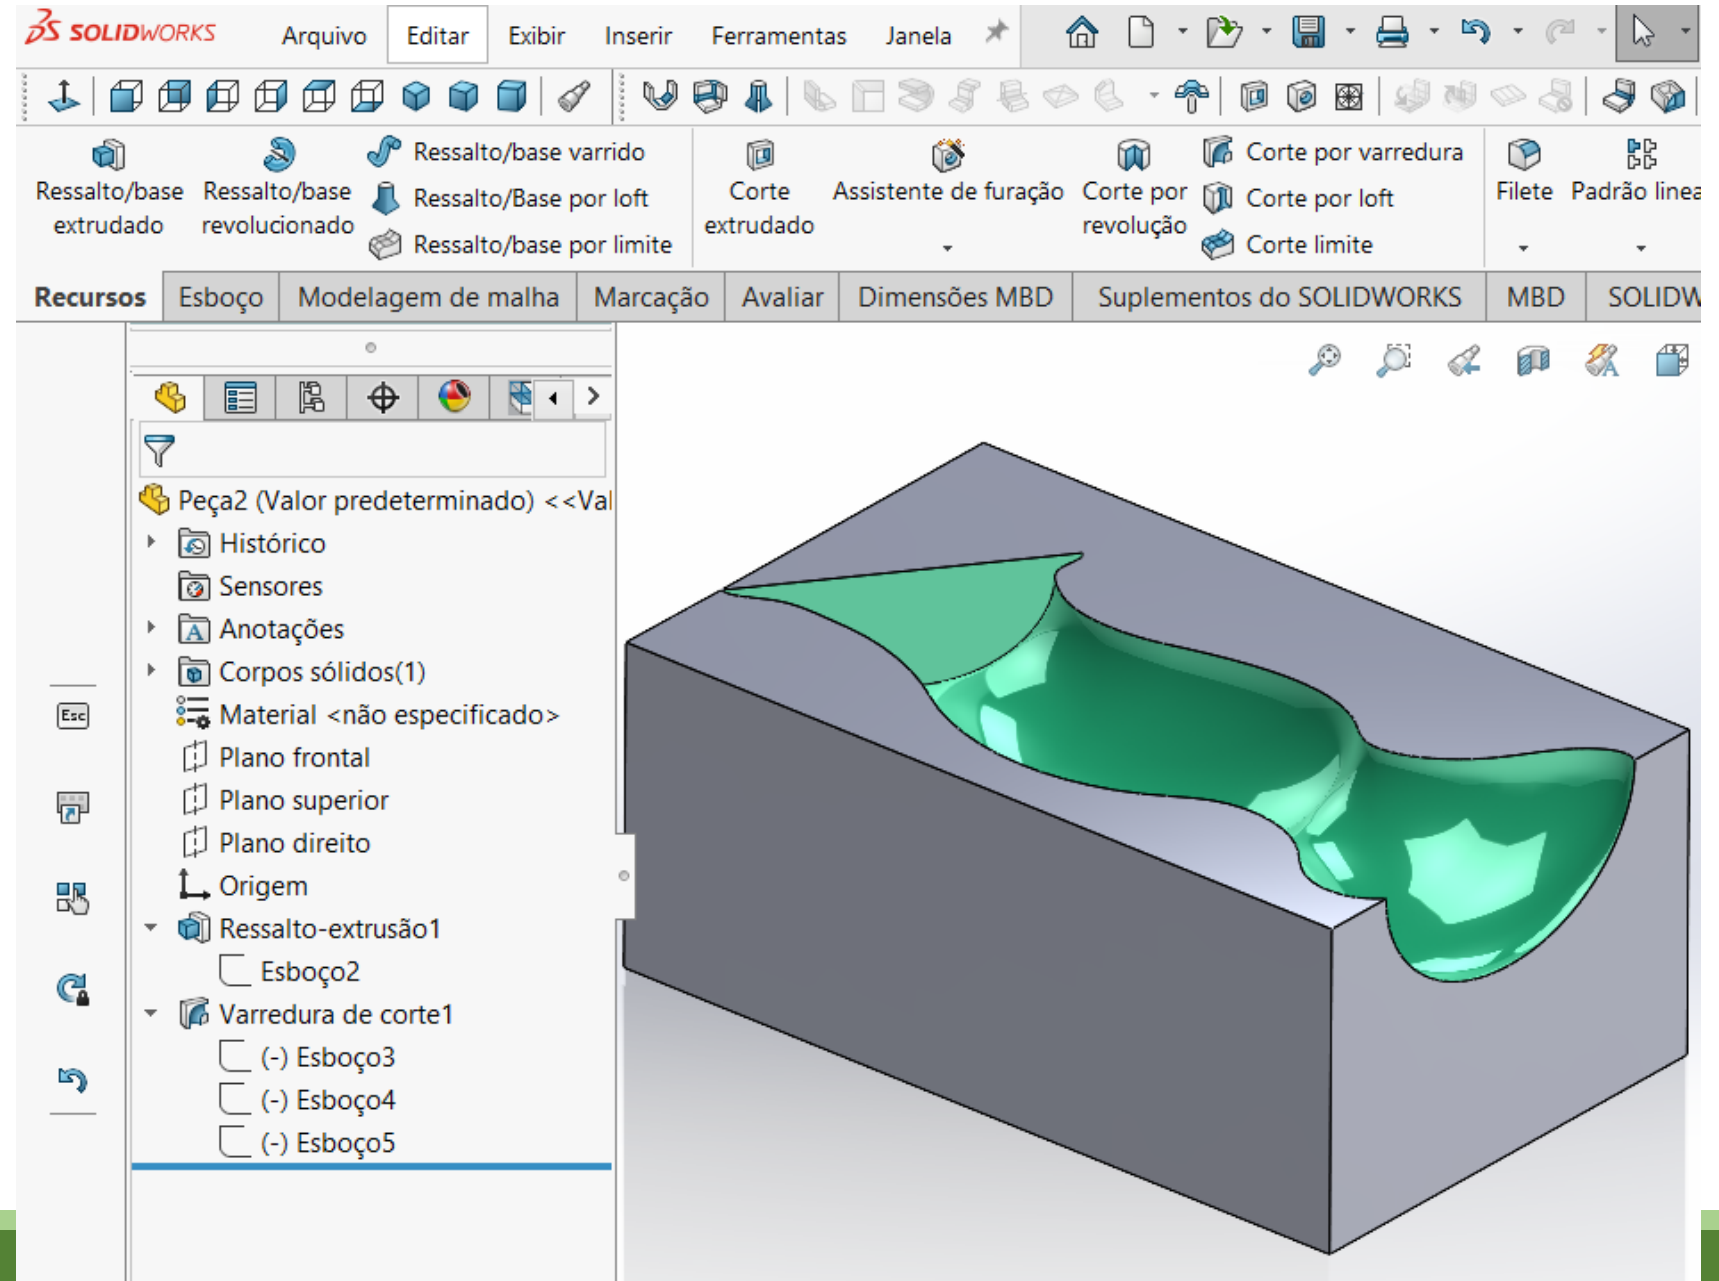 SOLIDWORKS Arquivo Editar Exibir Inserir Ferramentas Janela
Ressalto/base extrudado
Ressalto/base revolucionado
Ressalto/base varrido
Ressalto/Base por loft
Ressalto/base por limite
Corte extrudado
Assistente de furação
Corte por revolução
Corte por varredura
Corte por loft
Corte limite
Filete
Padrão linea
Recursos Esboço Modelagem de malha Marcação Avaliar Dimensões MBD Suplementos do SOLIDWORKS MBD SOLIDW
Peça2 (Valor predeterminado) <<Val
Histórico
Sensores
A Anotações
Corpos sólidos(1)
Esc
Material <não especificado>
Plano frontal
Plano superior
Plano direito
Origem
Ressalto-extrusão1
Esboço2
Varredura de corte1
(-) Esboço3
(-) Esboço4
(-) Esboço5